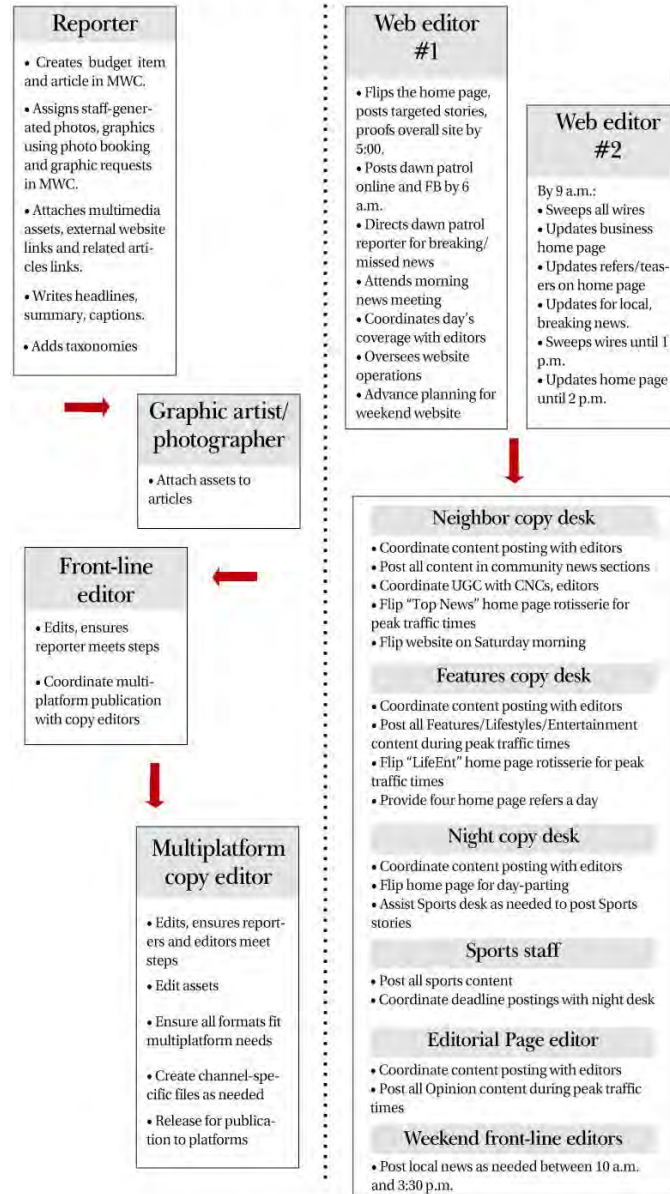 Reporter
• Creates budget item
and article in MWC.
• Assigns staff-gener-
ated photos, graphics
using photo booking
and graphic requests
in MWC.
• Attaches multimedia
assets, external website
links and related arti-
cles links.
• Writes headlines,
summary, captions.
• Adds taxonomies
Graphic artist/
photographer
• Attach assets to
articles
Front-line
editor
• Edits, ensures
reporter meets steps
• Coordinate multi-
platform publication
with copy editors
Multiplatform
copy editor
• Edits, ensures report-
ers and editors meet
steps
• Edit assets
• Ensure all formats fit
multiplatform needs
• Create channel-spe-
cific files as needed
• Release for publica-
tion to platforms
Web editor
#1
• Flips the home page,
posts targeted stories,
proofs overall site by
5:00.
• Posts dawn patrol
online and FB by 6
a.m.
• Directs dawn patrol
reporter for breaking/
missed news
• Attends morning
news meeting
• Coordinates day's
coverage with editors
• Oversees website
operations
• Advance planning for
weekend website
Web editor
#2
By 9 a.m.:
• Sweeps all wires
• Updates business
home page
• Updates refers/teas-
ers on home page
• Updates for local,
breaking news.
• Sweeps wires until 1
p.m.
• Updates home page
until 2 p.m.
Neighbor copy desk
• Coordinate content posting with editors
• Post all content in community news sections
• Coordinate UGC with CNCs, editors
• Flip “Top News” home page rotisserie for
peak traffic times
• Flip website on Saturday morning
Features copy desk
• Coordinate content posting with editors
• Post all Features/Lifestyles/Entertainment
content during peak traffic times
• Flip “LifeEnt” home page rotisserie for peak
traffic times
• Provide four home page refers a day
Night copy desk
• Coordinate content posting with editors
• Flip home page for day-parting
• Assist Sports desk as needed to post Sports
stories
Sports staff
• Post all sports content
• Coordinate deadline postings with night desk
Editorial Page editor
• Coordinate content posting with editors
• Post all Opinion content during peak traffic
times
Weekend front-line editors
• Post local news as needed between 10 a.m.
and 3:30 p.m.